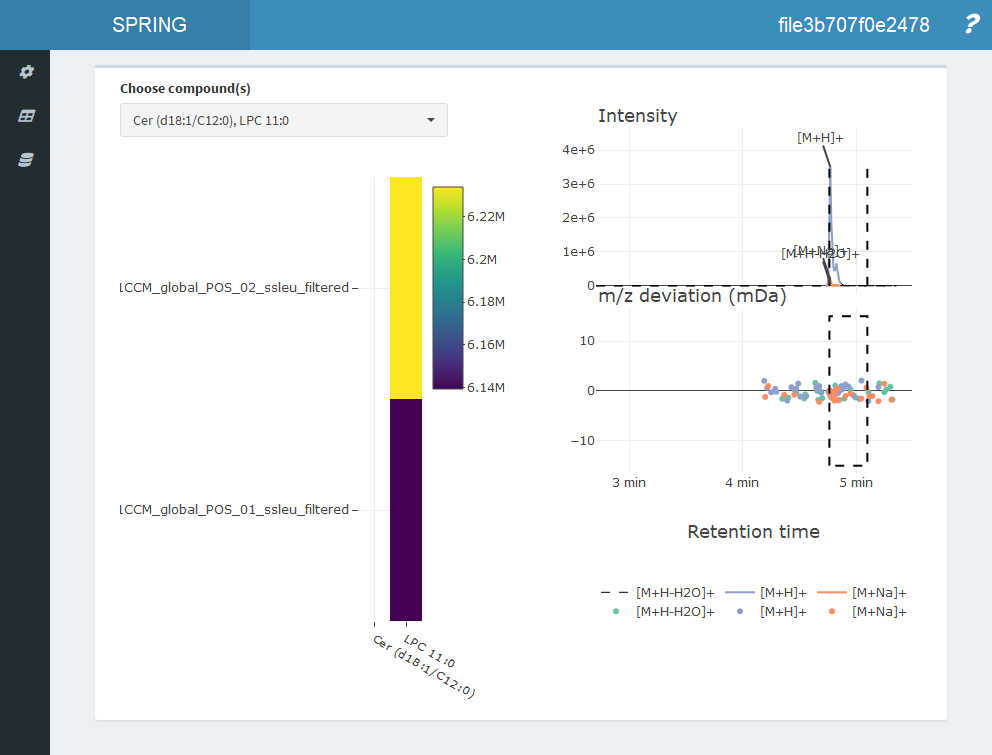 SPRING
file3b707f0e2478
?
Choose compound(s)
Cer (d18:1/C12:0), LPC 11:0
6.22M
6.2M
6.18M
6.16M
6.14M
CCM_global_POS_02_ssleu_filtered
CCM_global_POS_01_ssleu_filtered
LPC 11:0
Cer (d18:1/C12:0)
Intensity
[M+H]+
4e+6
3e+6
2e+6
1e+6
0
[M+Na]+
[M+H-H2O]+
m/z deviation (mDa)
10
0
−10
3 min
4 min
5 min
Retention time
[M+H-H2O]+
[M+H]+
[M+Na]+
[M+H-H2O]+
[M+H]+
[M+Na]+